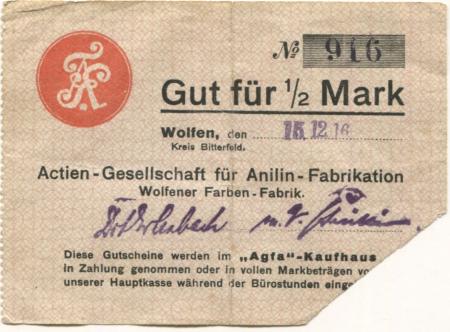 № 916
Gut für ½ Mark
Wolfen, den 15.12.16
Kreis Bitterfeld.
Actien-Gesellschaft für Anilin-Fabrikation
Wolfener Farben-Fabrik.
Diese Gutscheine werden im „Agfa"-Kaufhaus
in Zahlung genommen oder in vollen Markbeträgen
unserer Hauptkasse während der Bürostunden